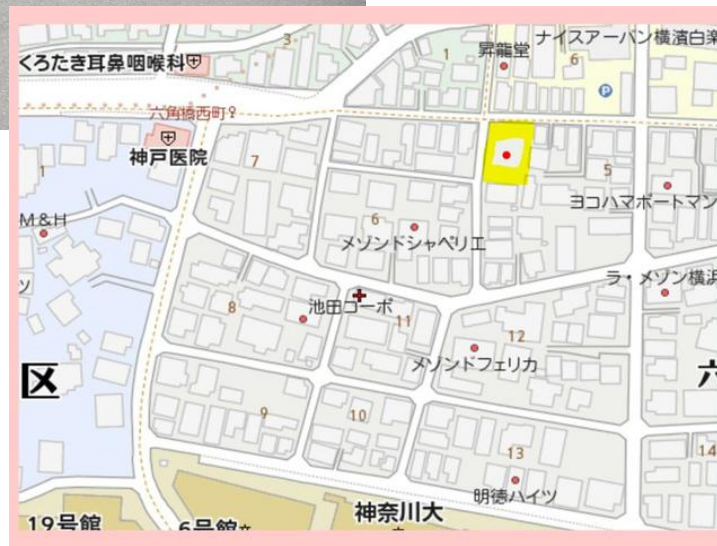 ナイスアーバン横濱白楽
昇龍堂
3
1
6
くろたき耳鼻咽喉科
P
六角橋西町
神戸医院
7
5
1
ヨコハマポートマン
M&H
6
メゾンドシャペリエ
ツ
ラ・メゾン横浜
8
池田コーポ
11
12
メゾンドフェリカ
区
六
9
10
13
14
明徳ハイツ
神奈川大
19号館
6号館